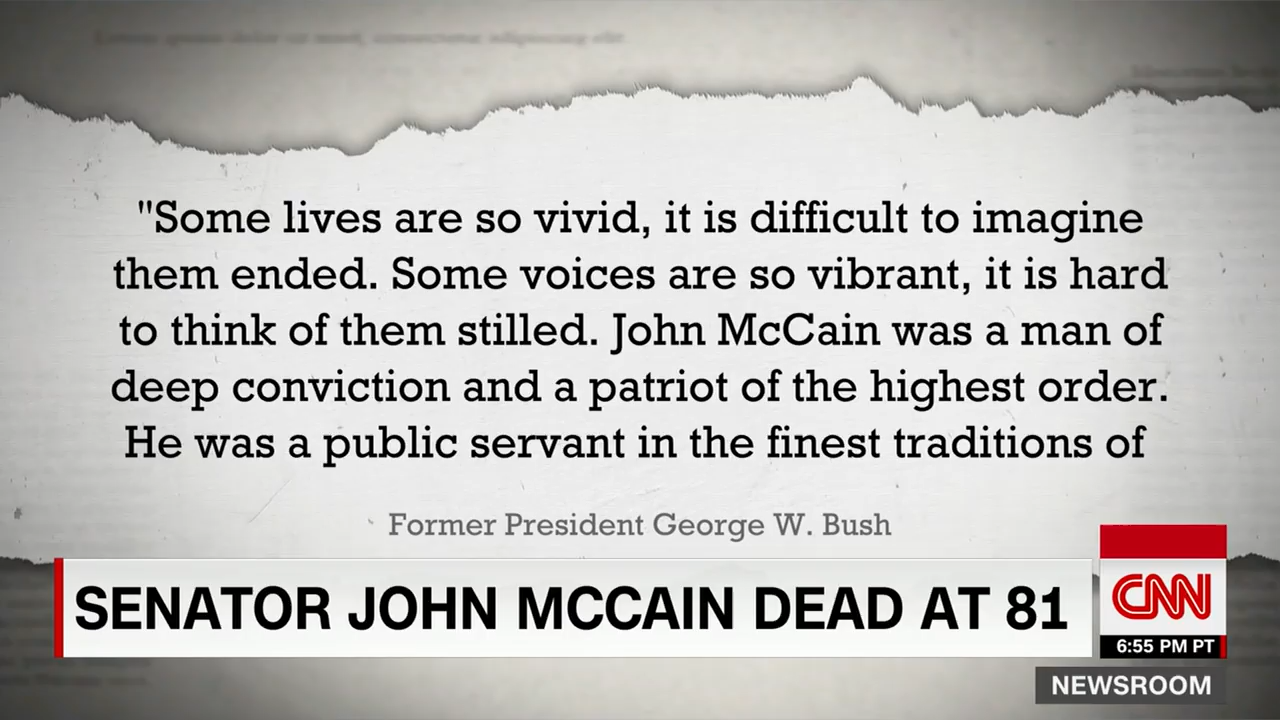 "Some lives are so vivid, it is difficult to imagine
them ended. Some voices are so vibrant, it is hard
to think of them stilled. John McCain was a man of
deep conviction and a patriot of the highest order.
He was a public servant in the finest traditions of
Former President George W. Bush
SENATOR JOHN MCCAIN DEAD AT 81
CNN
6:55 PM PT
NEWSROOM